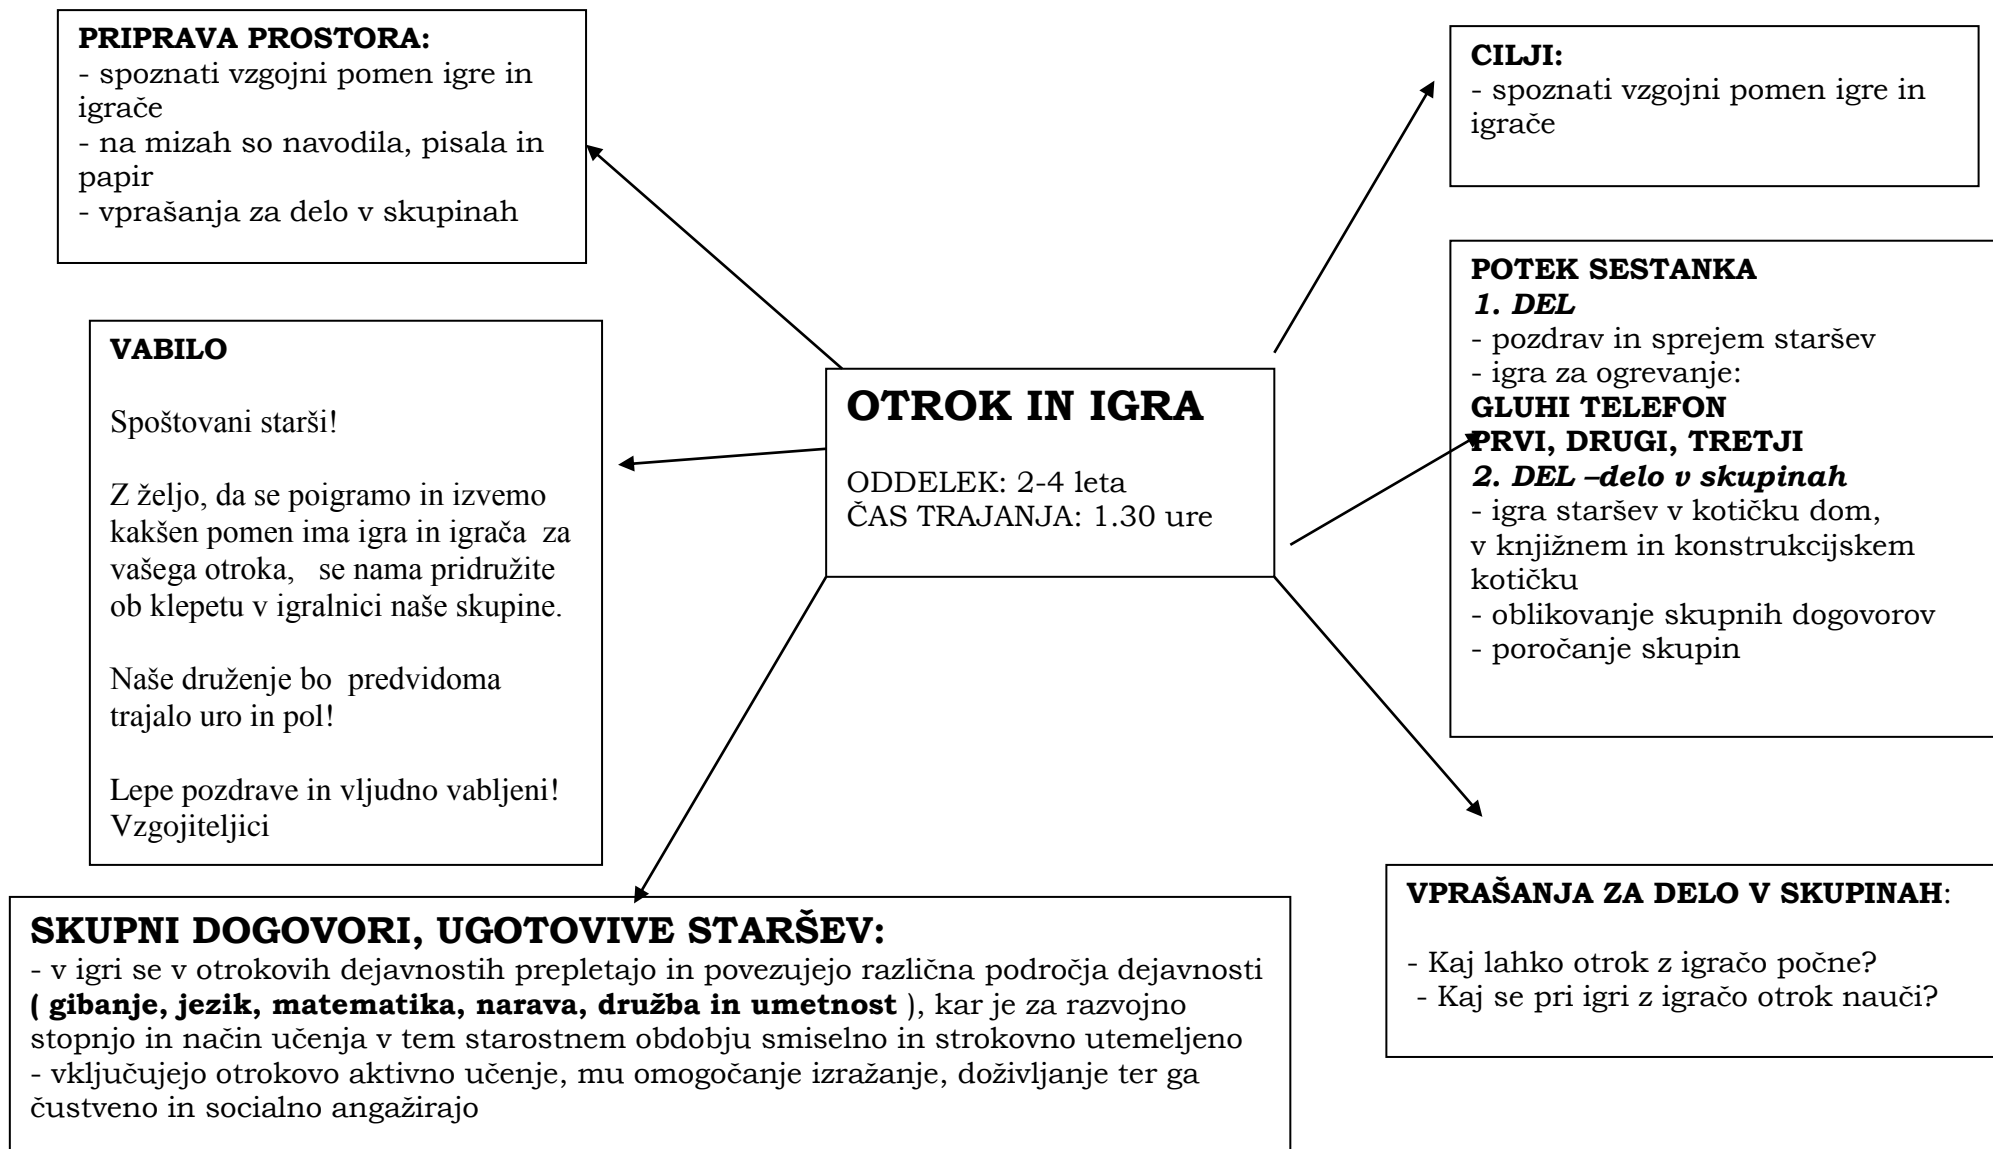 PRIPRAVA PROSTORA:
- spoznati vzgojni pomen igre in
igrače
- na mizah so navodila, pisala in
papir
- vprašanja za delo v skupinah
CILJI:
- spoznati vzgojni pomen igre in
igrače
VABILO
Spoštovani starši!
Z željo, da se poigramo in izvemo
kakšen pomen ima igra in igrača za
vašega otroka, se nama pridružite
ob klepetu v igralnici naše skupine.
Naše druženje bo predvidoma
trajalo uro in pol!
Lepe pozdrave in vljudno vabljeni!
Vzgojiteljici
OTROK IN IGRA
ODDELEK: 2-4 leta
ČAS TRAJANJA: 1.30 ure
POTEK SESTANKA
1. DEL
- pozdrav in sprejem staršev
- igra za ogrevanje:
GLUHI TELEFON
PRVI, DRUGI, TRETJI
2. DEL –delo v skupinah
- igra staršev v kotičku dom,
v knjižnem in konstrukcijskem
kotičku
- oblikovanje skupnih dogovorov
- poročanje skupin
SKUPNI DOGOVORI, UGOTOVIVE STARŠEV:
- v igri se v otrokovih dejavnostih prepletajo in povezujejo različna področja dejavnosti
( gibanje, jezik, matematika, narava, družba in umetnost ), kar je za razvojno
stopnjo in način učenja v tem starostnem obdobju smiselno in strokovno utemeljeno
- vključujejo otrokovo aktivno učenje, mu omogočanje izražanje, doživljanje ter ga
čustveno in socialno angažirajo
VPRAŠANJA ZA DELO V SKUPINAH:
- Kaj lahko otrok z igračo počne?
- Kaj se pri igri z igračo otrok nauči?